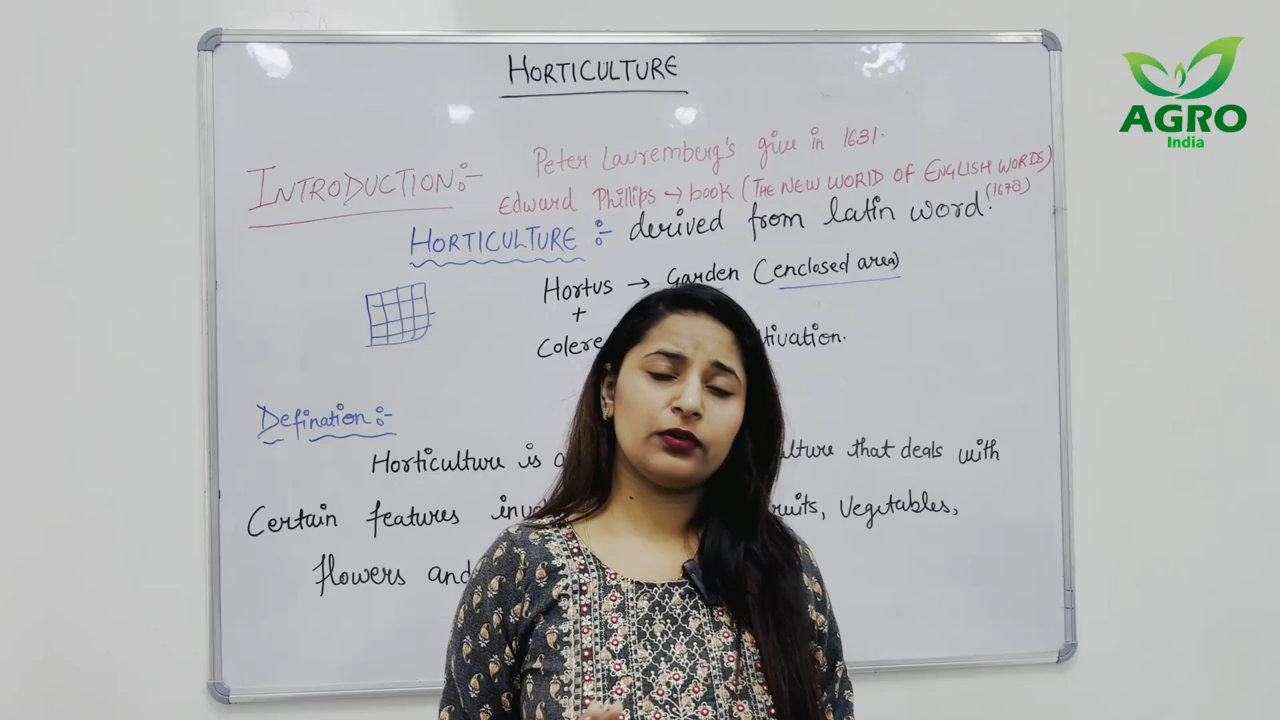 HORTICULTURE
AGRO
India
INTRODUCTION:- Peter Lauremberg's give in 1631.
Edward Phillips → book (THE NEW WORLD OF ENGLISH WORDS)
(1678)
HORTICULTURE :- derived from latin word.
Hortus → Garden (enclosed area)
+
Colere tivation.
Defination :-
Horticulture is a lture that deals with
Certain features inv ruits, Vegetables,
flowers and